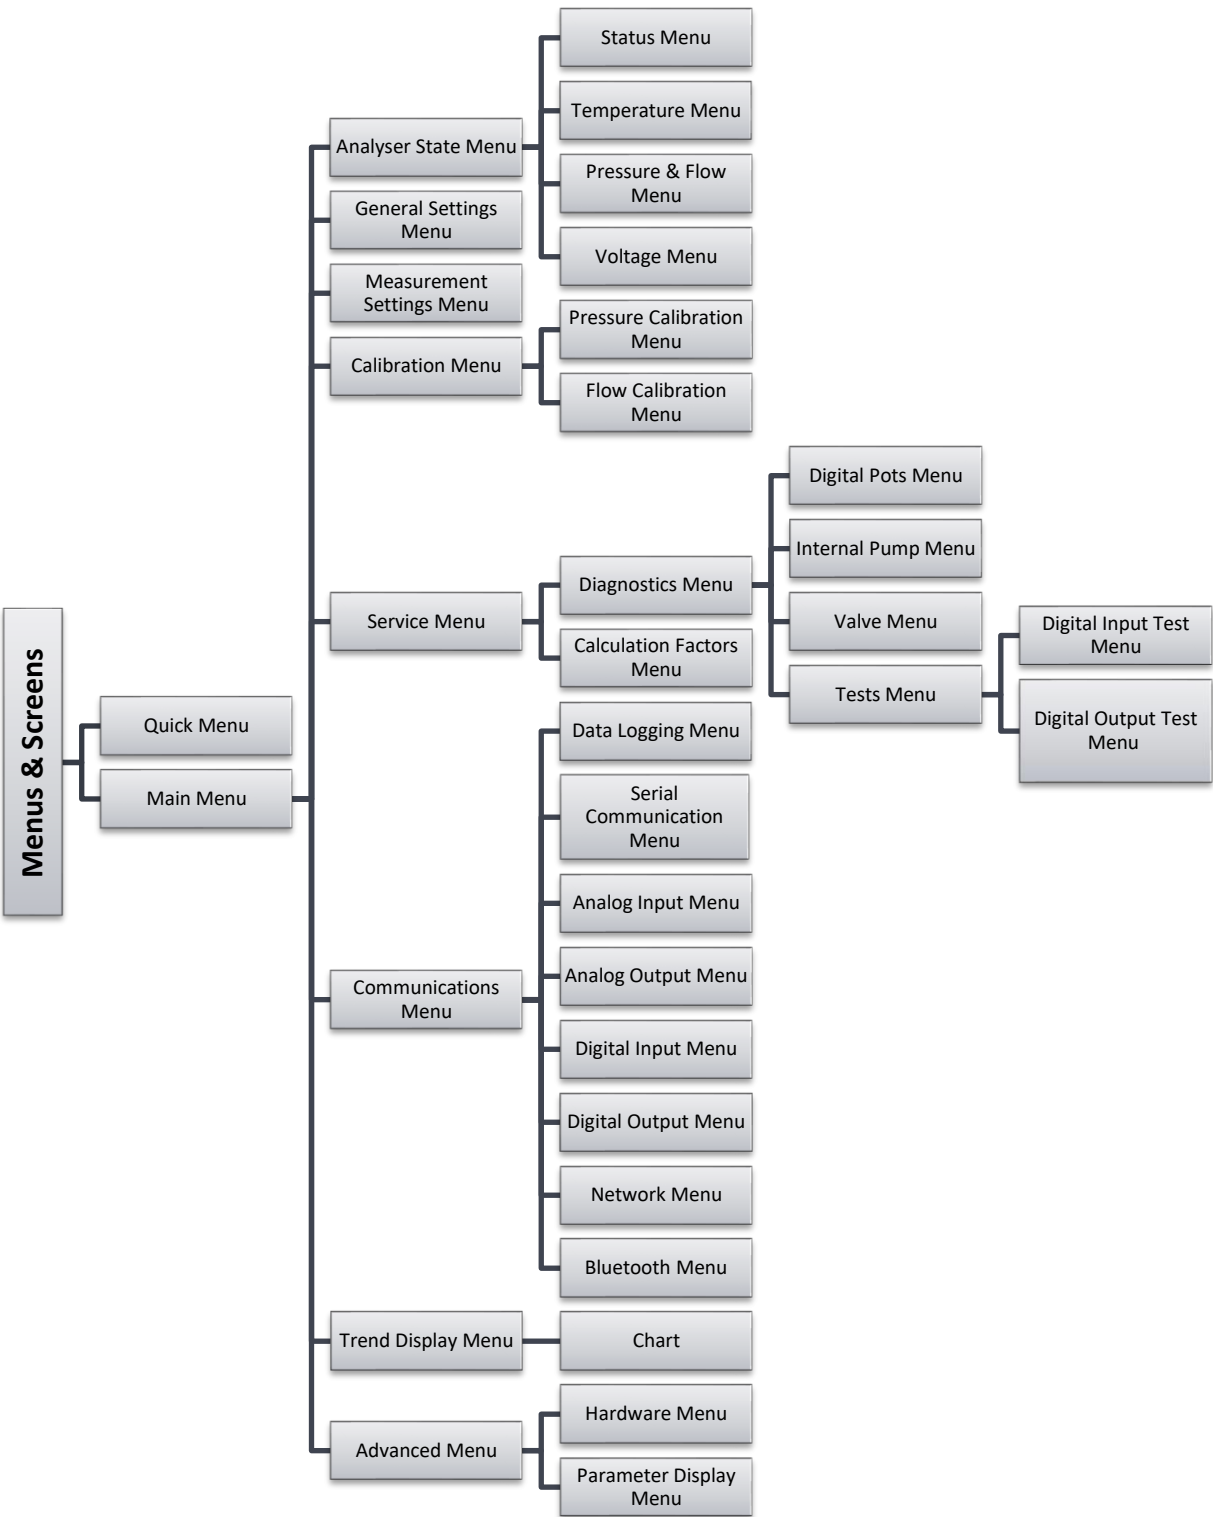 Menus & Screens
Quick Menu
Main Menu
Analyser State Menu
Status Menu
Temperature Menu
Pressure & Flow
Menu
Voltage Menu
General Settings
Menu
Measurement
Settings Menu
Calibration Menu
Pressure Calibration
Menu
Flow Calibration
Menu
Service Menu
Diagnostics Menu
Digital Pots Menu
Internal Pump Menu
Valve Menu
Tests Menu
Digital Input Test
Menu
Digital Output Test
Menu
Calculation Factors
Menu
Communications
Menu
Data Logging Menu
Serial
Communication
Menu
Analog Input Menu
Analog Output Menu
Digital Input Menu
Digital Output Menu
Network Menu
Bluetooth Menu
Trend Display Menu
Chart
Advanced Menu
Hardware Menu
Parameter Display
Menu